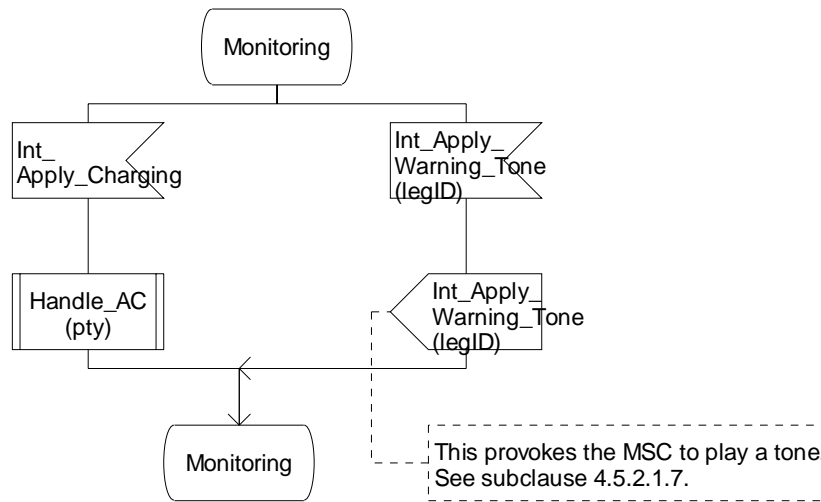 Monitoring
Int_
Apply_Charging
Int_Apply_
Warning_Tone
(legID)
Handle_AC
(pty)
Int_Apply_
Warning_Tone
(legID)
Monitoring
This provokes the MSC to play a tone
See subclause 4.5.2.1.7.